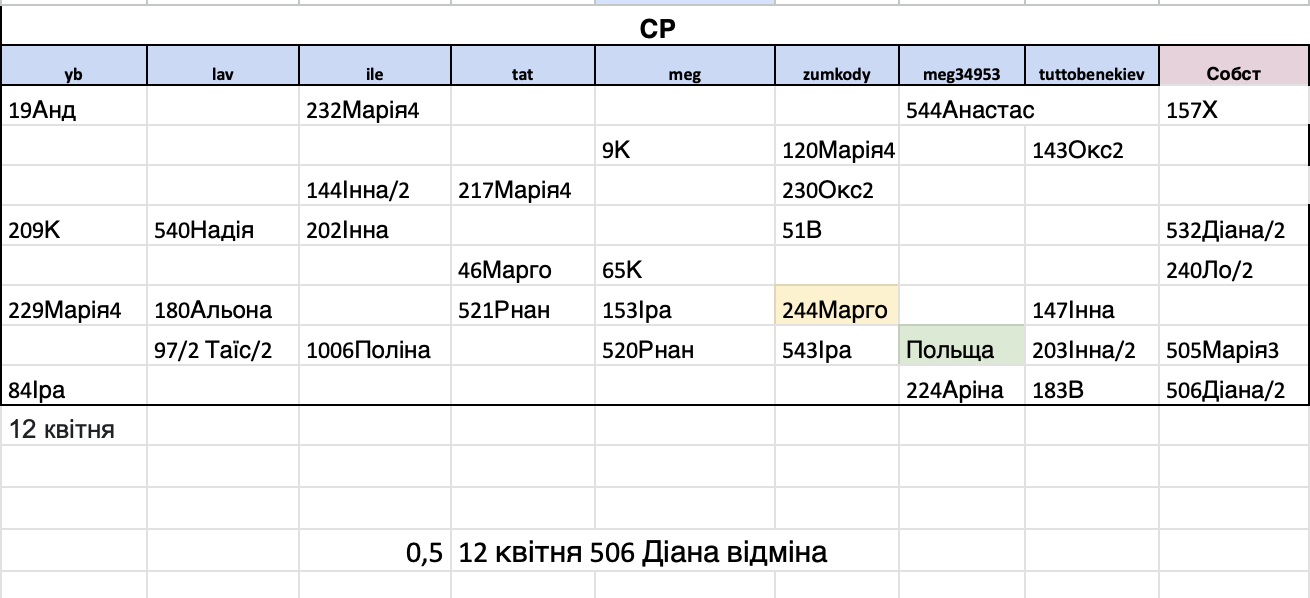 СР
yb lav ile tat meg zumkody meg34953 tuttobenekiev Собст
19Анд 232Марія4 544Анастас 157Х
9К 120Марія4 143Окс2
144Інна/2 217Марія4 230Окс2
209К 540Надія 202Інна 51В 532Діана/2
46Марго 65К 240Ло/2
229Марія4 180Альона 521Рнан 153Іра 244Марго 147Інна
97/2 Таїс/2 1006Поліна 520Рнан 543Іра Польща 203Інна/2 505Марія3
84Іра 224Аріна 183В 506Діана/2
12 квітня
0,5 12 квітня 506 Діана відміна